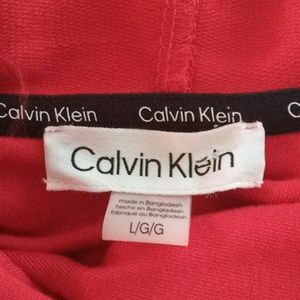 Calvin Klein Calvin Klein C
Calvin Klein
made in Bangladesh
hecho en Bangladesh
fabriqué au Bangladesh
L/G/G